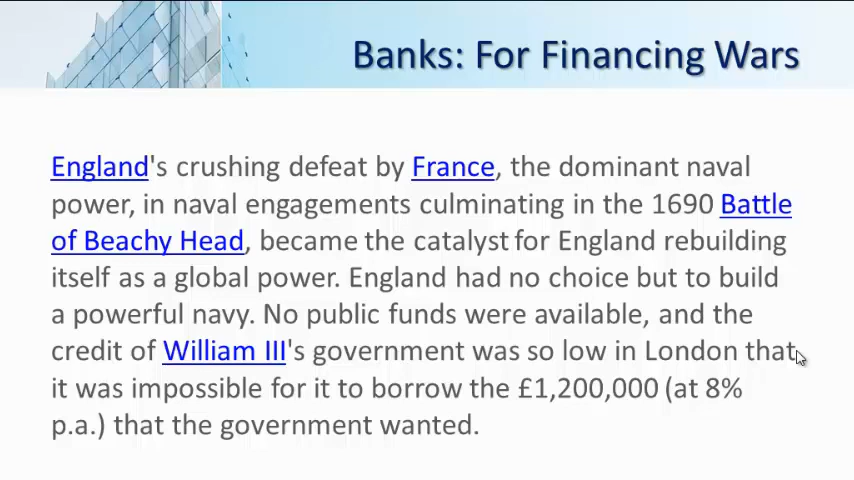 Banks: For Financing Wars
England's crushing defeat by France, the dominant naval
power, in naval engagements culminating in the 1690 Battle
of Beachy Head, became the catalyst for England rebuilding
itself as a global power. England had no choice but to build
a powerful navy. No public funds were available, and the
credit of William III's government was so low in London that
it was impossible for it to borrow the £1,200,000 (at 8%
p.a.) that the government wanted.